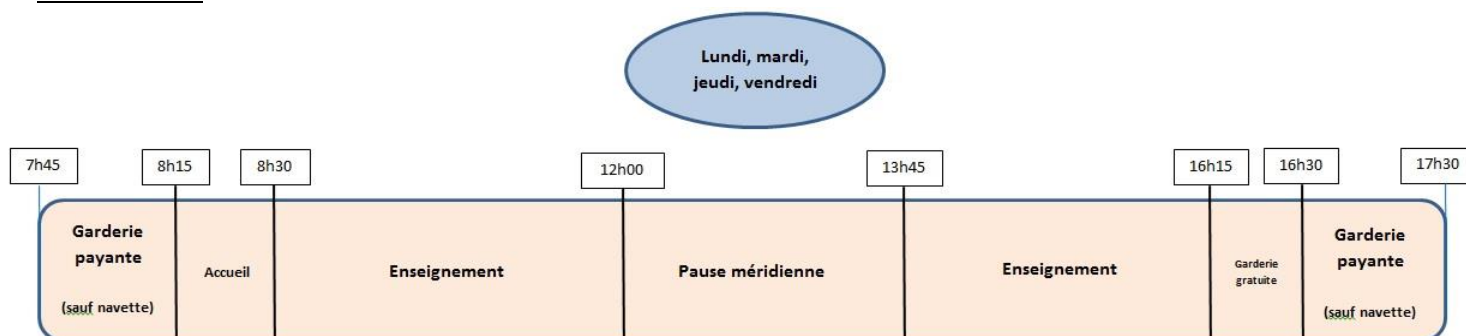 Lundi, mardi,
jeudi, vendredi
7h45
8h15
8h30
12h00
13h45
16h15
16h30
17h30
Garderie
payante
(sauf navette)
Accueil
Enseignement
Pause méridienne
Enseignement
Garderie
gratuite
Garderie
payante
(sauf navette)